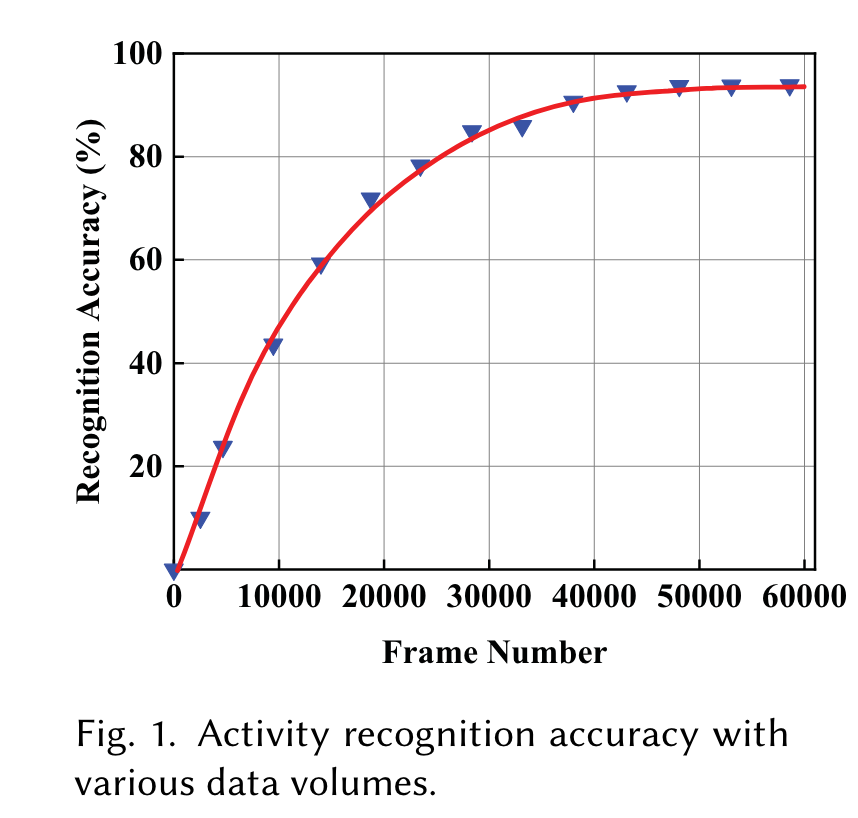 100
80
60
40
20
Recognition Accuracy (%)
0 10000 20000 30000 40000 50000 60000
Frame Number
Fig. 1. Activity recognition accuracy with
various data volumes.